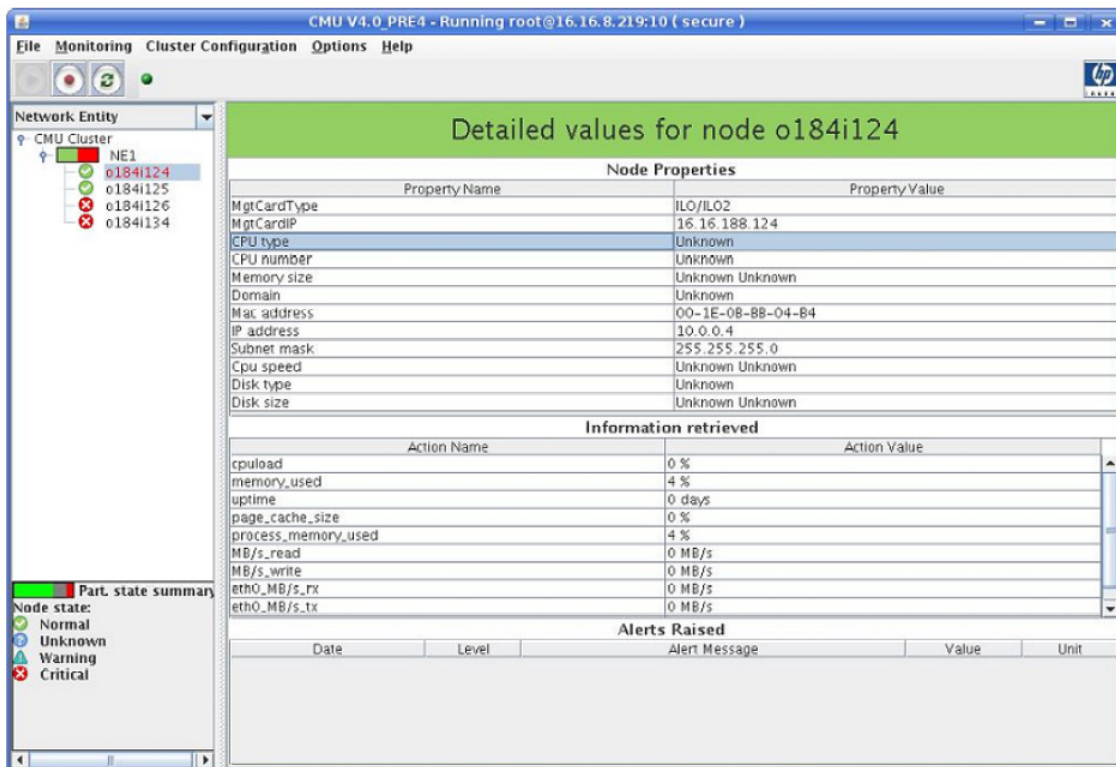 CMU V4.0_PRE4 - Running root@16.16.8.219:10 ( secure )
File Monitoring Cluster Configuration Options Help
hp
Network Entity
CMU Cluster
NE1
o184i124
o184i125
o184i126
o184i134
Part. state summary
Node state:
Normal
Unknown
Warning
Critical
Detailed values for node o184i124
Node Properties
Property Name Property Value
MgtCardType ILO/ILO2
MgtCardIP 16.16.188.124
CPU type Unknown
CPU number Unknown
Memory size Unknown Unknown
Domain Unknown
Mac address 00-1E-0B-BB-04-B4
IP address 10.0.0.4
Subnet mask 255.255.255.0
Cpu speed Unknown Unknown
Disk type Unknown
Disk size Unknown Unknown
Information retrieved
Action Name Action Value
cpuload 0 %
memory_used 4 %
uptime 0 days
page_cache_size 0 %
process_memory_used 4 %
MB/s_read 0 MB/s
MB/s_write 0 MB/s
eth0_MB/s_rx 0 MB/s
eth0_MB/s_tx 0 MB/s
Alerts Raised
Date Level Alert Message Value Unit